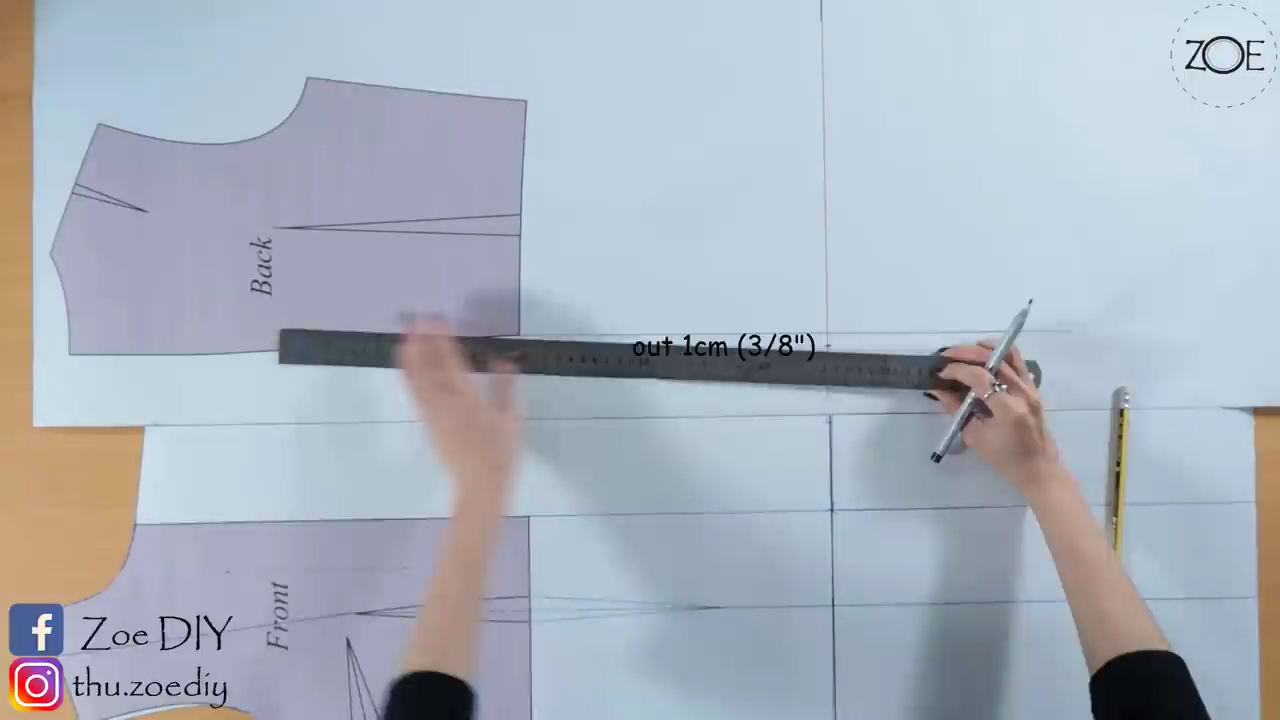 ZOE
Back
out 1cm (3/8")
Front
f Zoe DIY
thu.zoediy